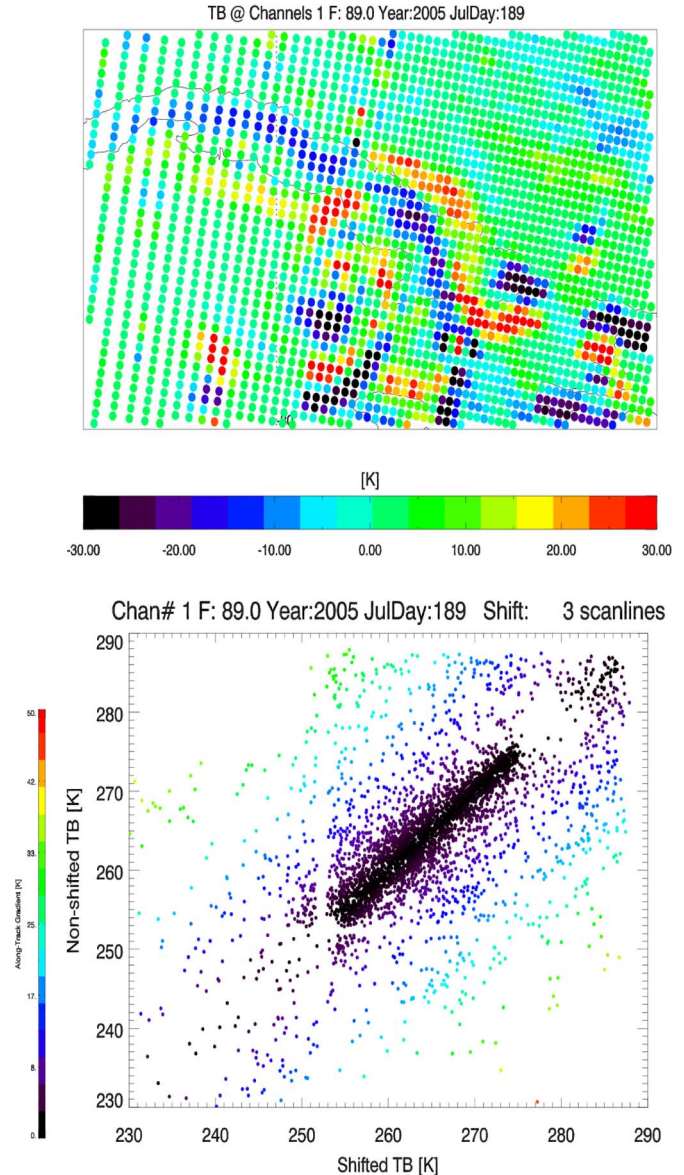 TB @ Channels 1 F: 89.0 Year:2005 JulDay:189
[K]
-30.00 -20.00 -10.00 0.00 10.00 20.00 30.00
Chan# 1 F: 89.0 Year:2005 JulDay:189 Shift: 3 scanlines
50.
42.
33.
25.
17.
8.
0.
Along-Track Gradient [K]
290
280
270
260
250
240
230
Non-shifted TB [K]
230 240 250 260 270 280 290
Shifted TB [K]